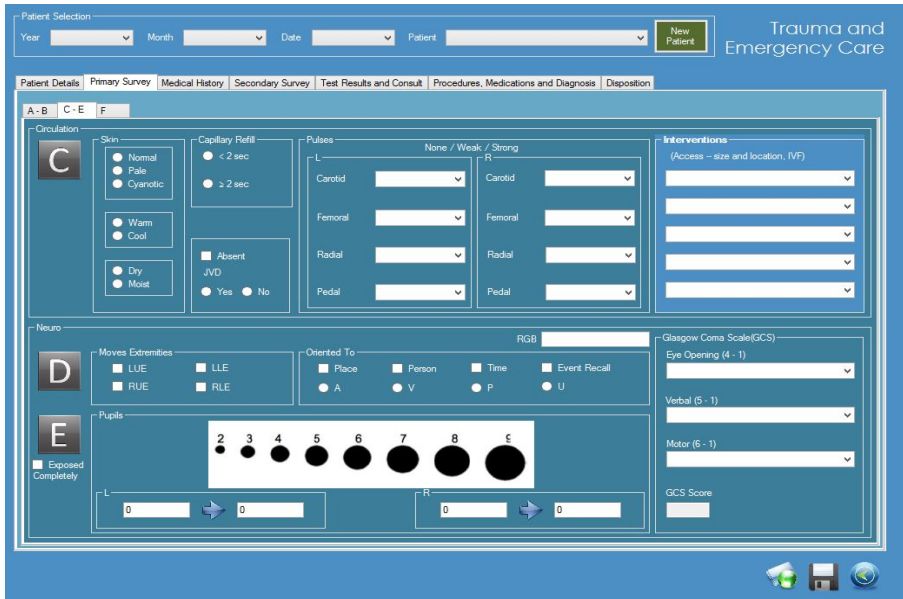 Patient Selection
Year Month Date Patient New Patient
Trauma and
Emergency Care
Patient Details Primary Survey Medical History Secondary Survey Test Results and Consult Procedures, Medications and Diagnosis Disposition
A - B C - E F
Circulation
C
Skin
Normal
Pale
Cyanotic
Warm
Cool
Dry
Moist
Capillary Refill
< 2 sec
≥ 2 sec
Absent
JVD
Yes No
Pulses
None / Weak / Strong
L
Carotid
Femoral
Radial
Pedal
R
Carotid
Femoral
Radial
Pedal
Interventions
(Access – size and location, IVF)
Neuro
D
Moves Extremities
LUE LLE
RUE RLE
RGB
Oriented To
Place Person Time Event Recall
A V P U
E
Exposed
Completely
Pupils
2 3 4 5 6 7 8 9
L
0 0
R
0 0
Glasgow Coma Scale(GCS)
Eye Opening (4 - 1)
Verbal (5 - 1)
Motor (6 - 1)
GCS Score